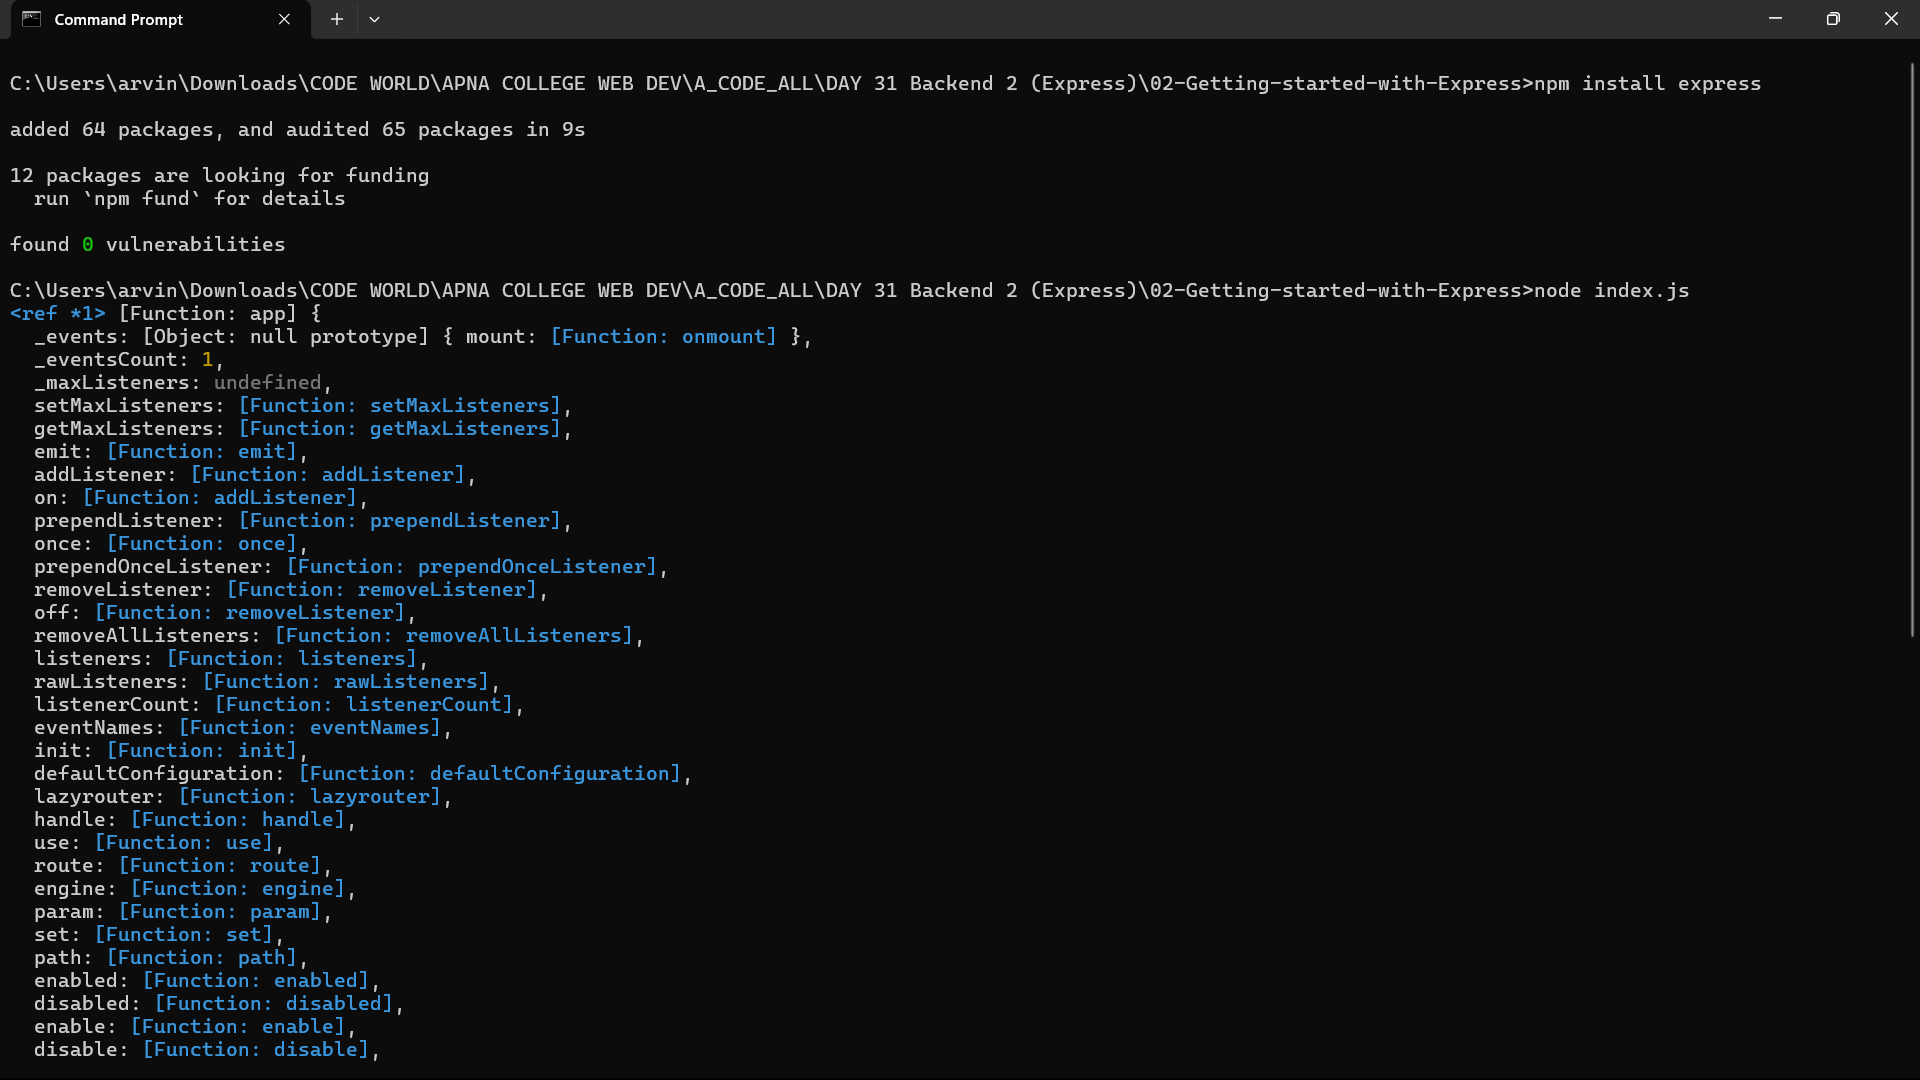 Command Prompt
C:\Users\arvin\Downloads\CODE WORLD\APNA COLLEGE WEB DEV\A_CODE_ALL\DAY 31 Backend 2 (Express)\02-Getting-started-with-Express>npm install express
added 64 packages, and audited 65 packages in 9s
12 packages are looking for funding
  run `npm fund` for details
found 0 vulnerabilities
C:\Users\arvin\Downloads\CODE WORLD\APNA COLLEGE WEB DEV\A_CODE_ALL\DAY 31 Backend 2 (Express)\02-Getting-started-with-Express>node index.js
<ref *1> [Function: app] {
  _events: [Object: null prototype] { mount: [Function: onmount] },
  _eventsCount: 1,
  _maxListeners: undefined,
  setMaxListeners: [Function: setMaxListeners],
  getMaxListeners: [Function: getMaxListeners],
  emit: [Function: emit],
  addListener: [Function: addListener],
  on: [Function: addListener],
  prependListener: [Function: prependListener],
  once: [Function: once],
  prependOnceListener: [Function: prependOnceListener],
  removeListener: [Function: removeListener],
  off: [Function: removeListener],
  removeAllListeners: [Function: removeAllListeners],
  listeners: [Function: listeners],
  rawListeners: [Function: rawListeners],
  listenerCount: [Function: listenerCount],
  eventNames: [Function: eventNames],
  init: [Function: init],
  defaultConfiguration: [Function: defaultConfiguration],
  lazyrouter: [Function: lazyrouter],
  handle: [Function: handle],
  use: [Function: use],
  route: [Function: route],
  engine: [Function: engine],
  param: [Function: param],
  set: [Function: set],
  path: [Function: path],
  enabled: [Function: enabled],
  disabled: [Function: disabled],
  enable: [Function: enable],
  disable: [Function: disable],